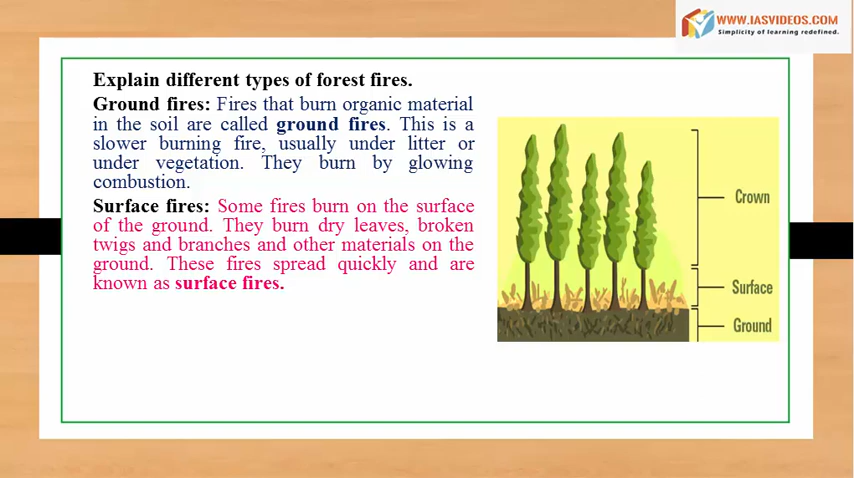 WWW.IASVIDEOS.COM
Simplicity of learning redefined.
Explain different types of forest fires.
Ground fires: Fires that burn organic material
in the soil are called ground fires. This is a
slower burning fire, usually under litter or
under vegetation. They burn by glowing
combustion.
Surface fires: Some fires burn on the surface
of the ground. They burn dry leaves, broken
twigs and branches and other materials on the
ground. These fires spread quickly and are
known as surface fires.
Crown
Surface
Ground